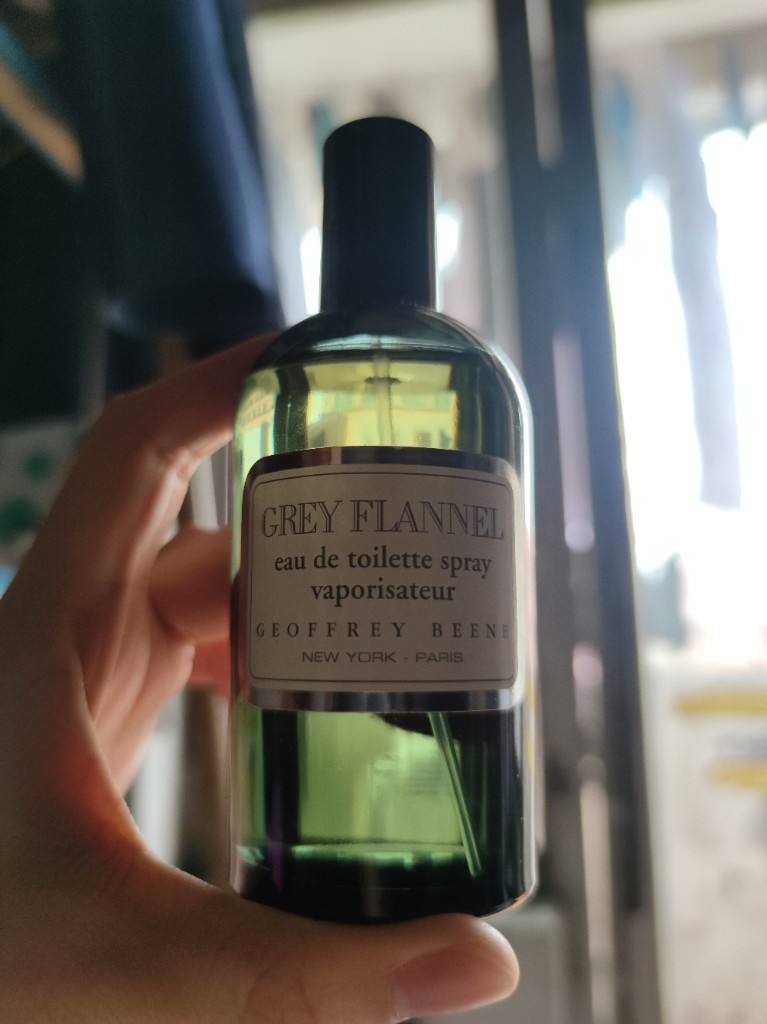 GREY FLANNEL
eau de toilette spray
vaporisateur
GEOFFREY BEENE
NEW YORK - PARIS